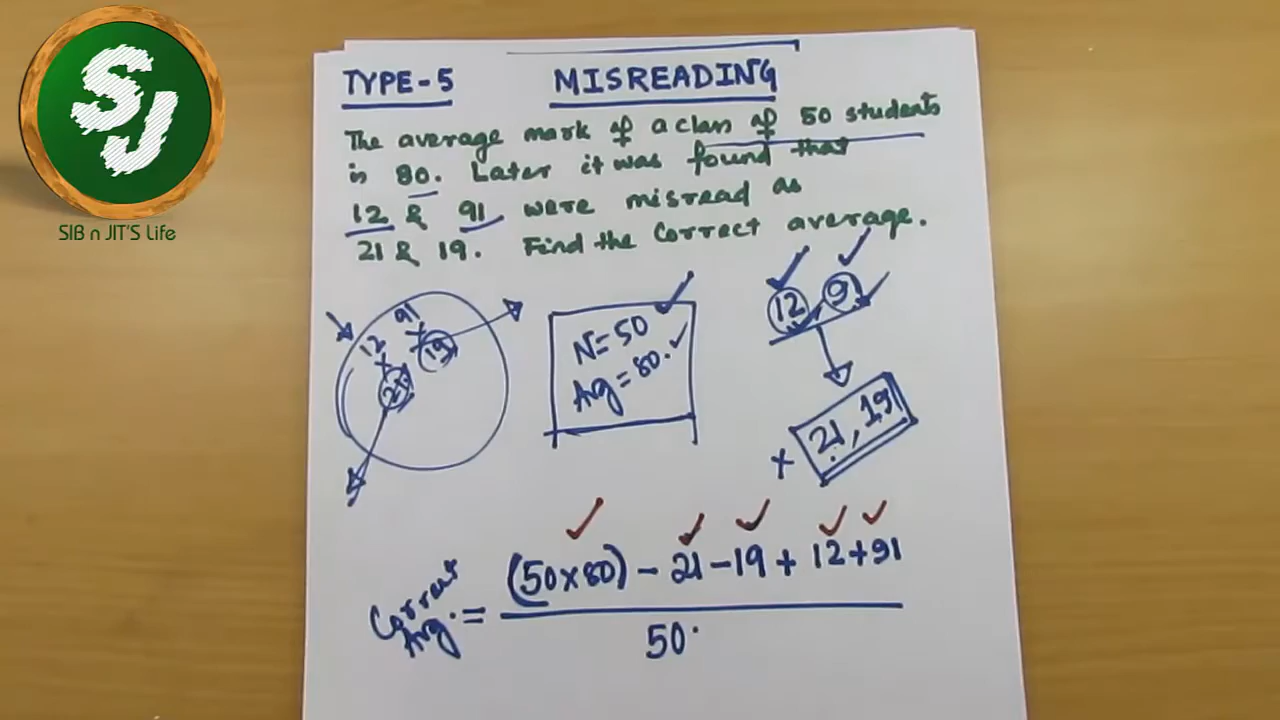 SJ
SIB n JIT'S Life
TYPE-5 MISREADING
The average mark of a class of 50 students
is 80. Later it was found that
12 & 91 were misread as
21 & 19. Find the Correct average.
12 91
21 19
N=50
Avg = 80.
12, 91
× 21, 19
Correct Avg. = (50×80) - 21 - 19 + 12 + 91
50.